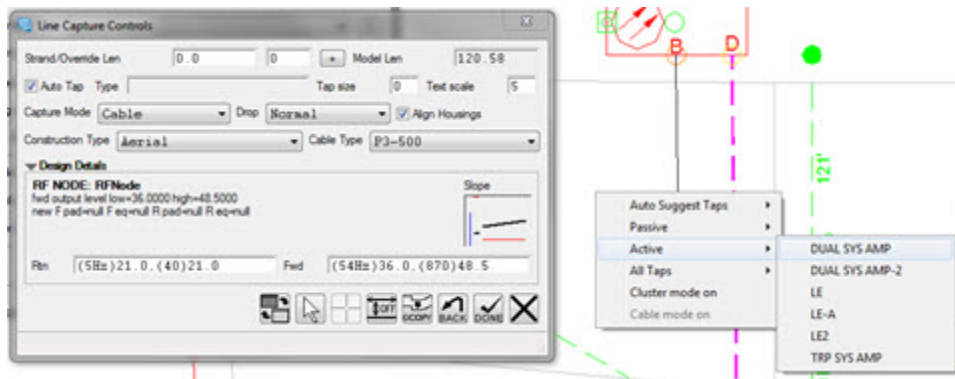 Line Capture Controls
Strand/Override Len 0.0 0 + Model Len 120.58
Auto Tap Type Tap size 0 Text scale 5
Capture Mode Cable Drop Normal Align Housings
Construction Type Aerial Cable Type P3-500
Design Details
RF NODE: RFNode
fwd output level low=36.0000 high=48.5000
new F pad=null F eq=null R pad=null R eq=null
Slope
Rtn (5Hz)21.0,(40)21.0 Fwd (54Hz)36.0,(870)48.5
OFF CCOPY BACK DONE
B D
121'
Auto Suggest Taps
Passive
Active
All Taps
Cluster mode on
Cable mode on
DUAL SYS AMP
DUAL SYS AMP-2
LE
LE-A
LE2
TRP SYS AMP